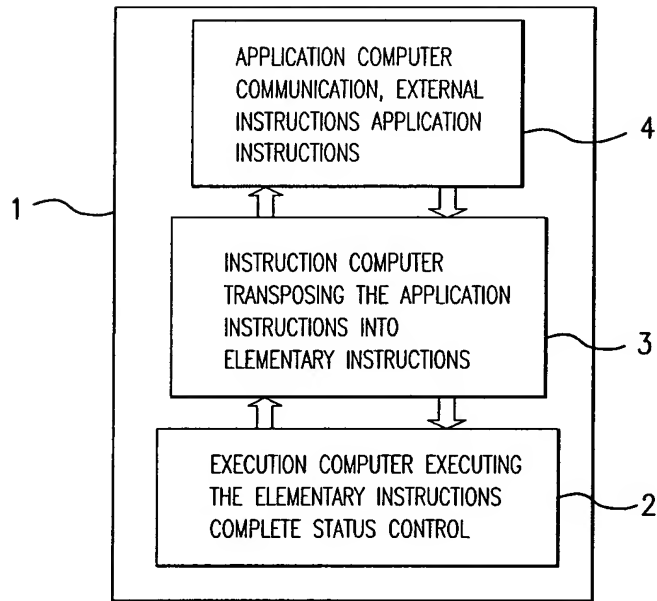 APPLICATION COMPUTER
COMMUNICATION, EXTERNAL
INSTRUCTIONS APPLICATION
INSTRUCTIONS
4
1
INSTRUCTION COMPUTER
TRANSPOSING THE APPLICATION
INSTRUCTIONS INTO
ELEMENTARY INSTRUCTIONS
3
EXECUTION COMPUTER EXECUTING
THE ELEMENTARY INSTRUCTIONS
COMPLETE STATUS CONTROL
2